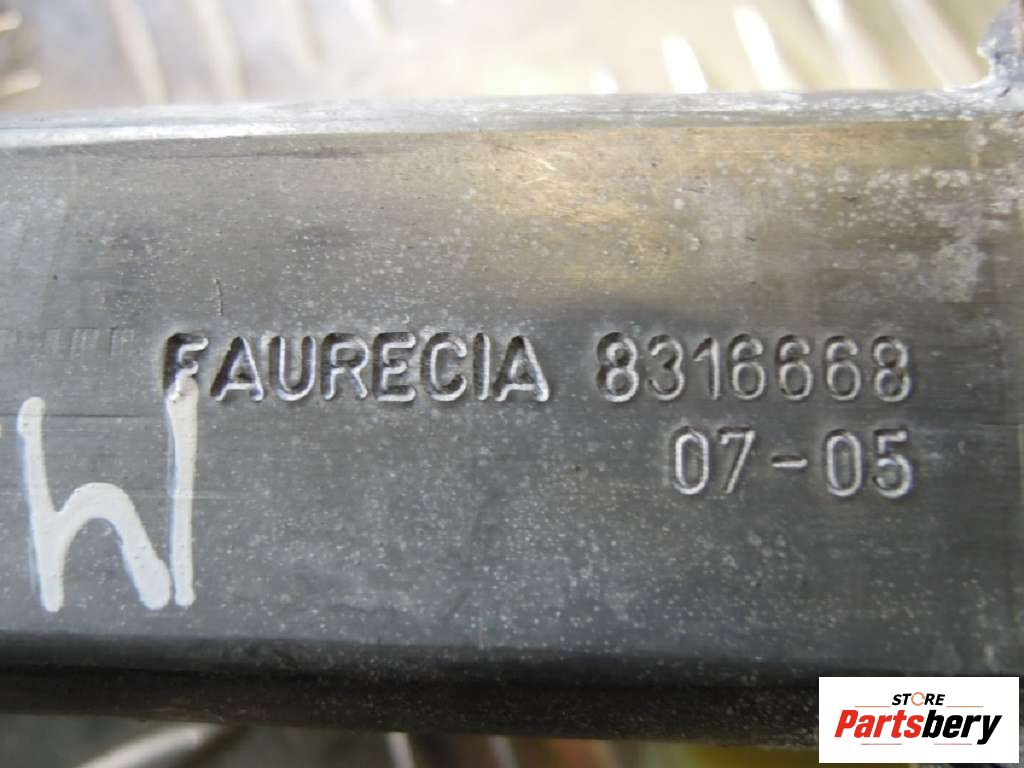 FAURECIA 8316668
07-05
W
STORE
Partsbery